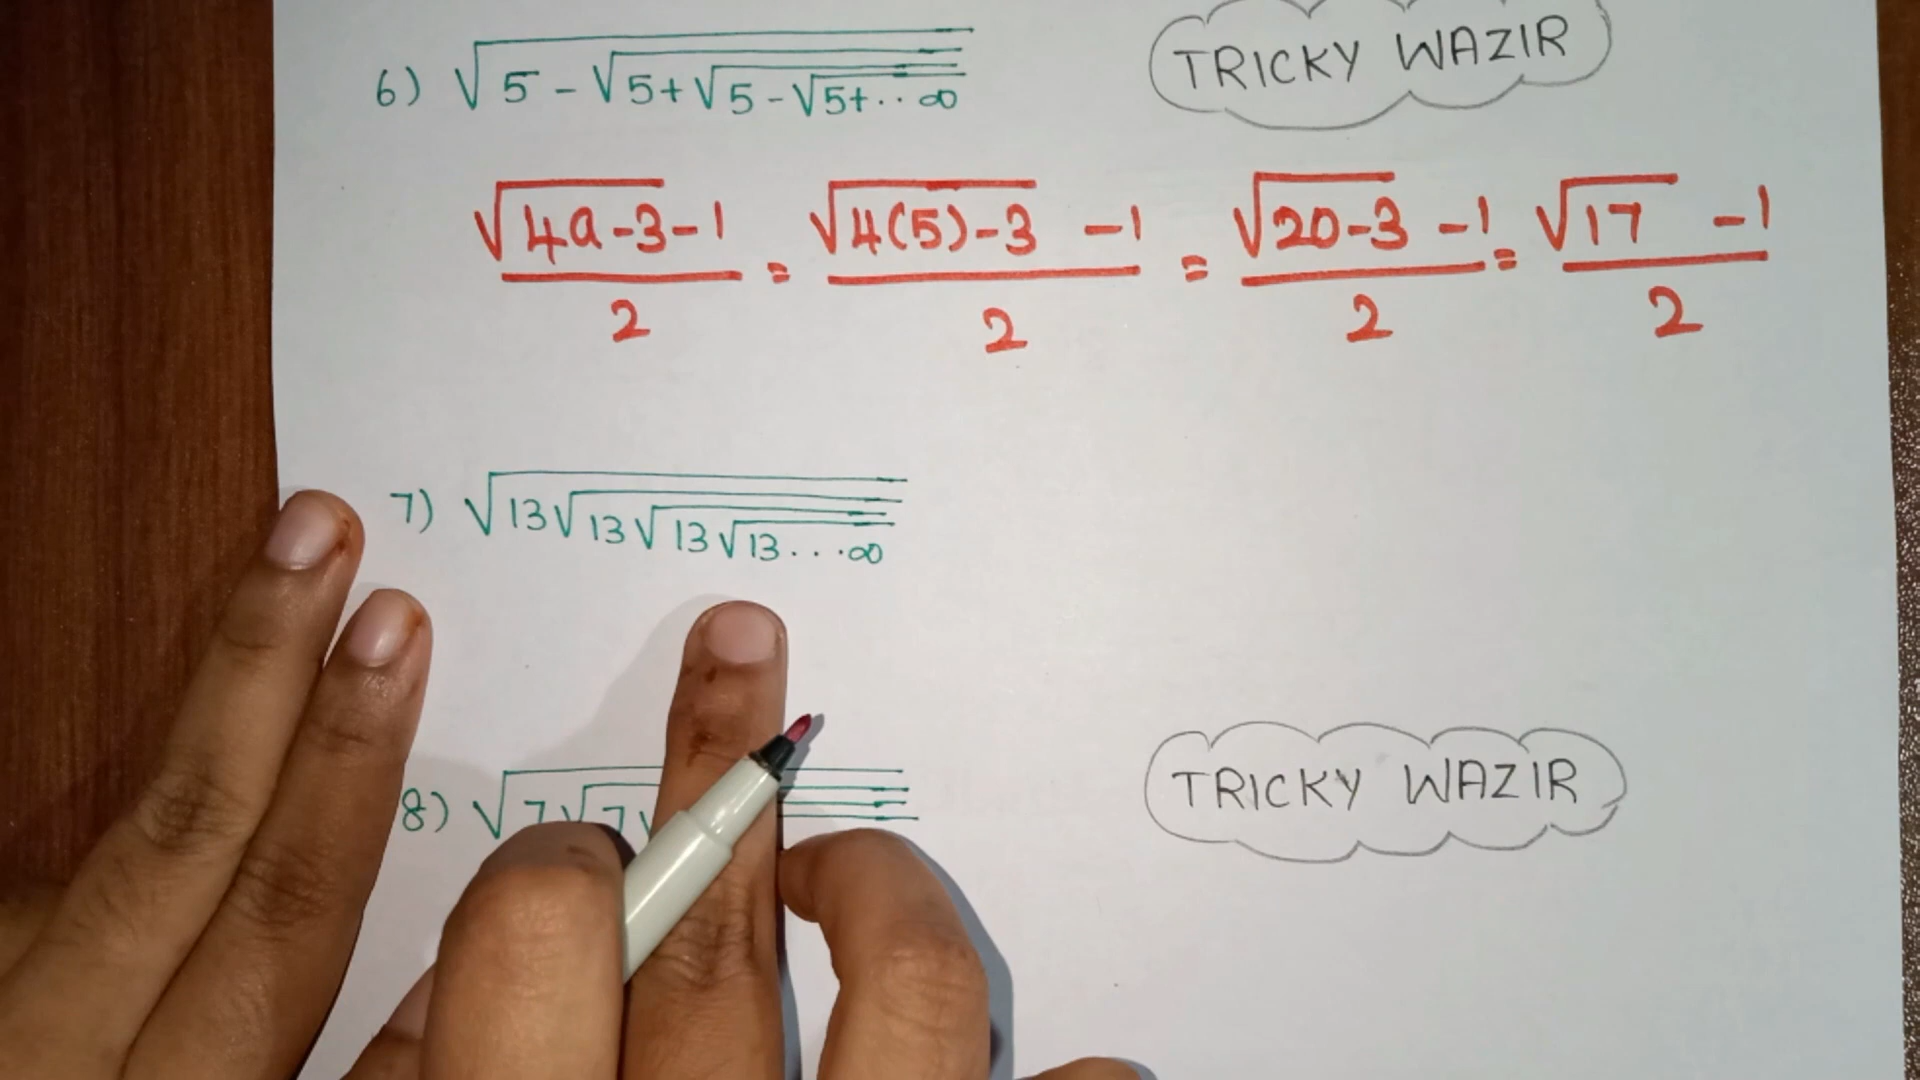 6) √5-√5+√5-√5+..∞
TRICKY WAZIR
√4a-3-1/2 = √4(5)-3 -1/2 = √20-3 -1/2 = √17 -1/2
7) √13√13√13√13...∞
8) √7√7√
TRICKY WAZIR